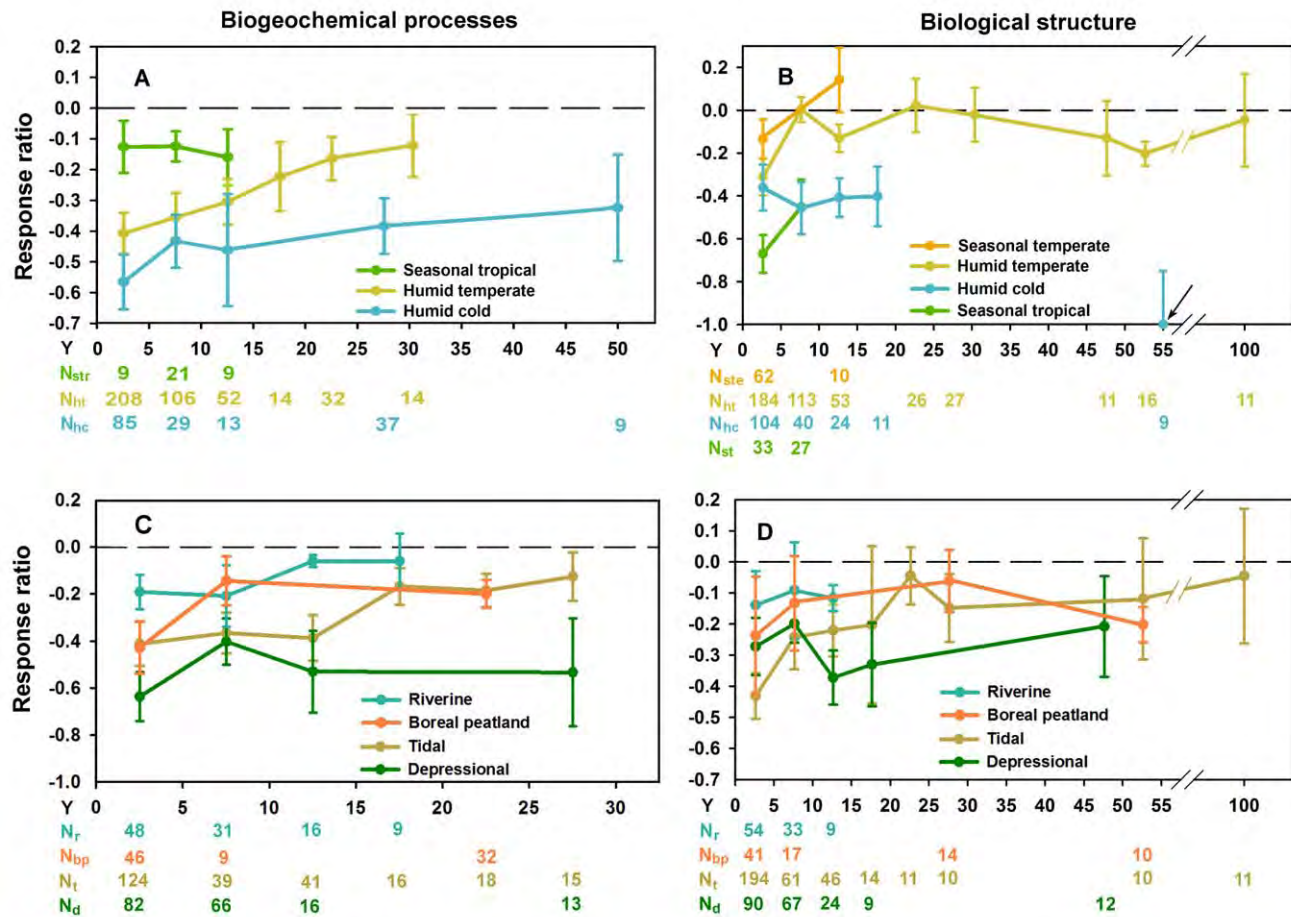 Biogeochemical processes
Biological structure
Response ratio
A
0.2
0.1
0.0
-0.1
-0.2
-0.3
-0.4
-0.5
-0.6
-0.7
Seasonal tropical
Humid temperate
Humid cold
Y 0 5 10 15 20 25 30 35 40 45 50
Nstr 9 21 9
Nht 208 106 52 14 32 14
Nhc 85 29 13 37 9
B
0.2
0.0
-0.2
-0.4
-0.6
-0.8
-1.0
Seasonal temperate
Humid temperate
Humid cold
Seasonal tropical
Y 0 5 10 15 20 25 30 35 40 45 50 55 100
Nste 62 10
Nht 184 113 53 26 27 11 16 11
Nhc 104 40 24 11 9
Nst 33 27
Response ratio
C
0.2
0.0
-0.2
-0.4
-0.6
-0.8
-1.0
Riverine
Boreal peatland
Tidal
Depressional
Y 0 5 10 15 20 25 30
Nr 48 31 16 9
Nbp 46 9 32
Nt 124 39 41 16 18 15
Nd 82 66 16 13
D
0.2
0.1
0.0
-0.1
-0.2
-0.3
-0.4
-0.5
-0.6
-0.7
Riverine
Boreal peatland
Tidal
Depressional
Y 0 5 10 15 20 25 30 35 40 45 50 55 100
Nr 54 33 9
Nbp 41 17 14 10
Nt 194 61 46 14 11 10 10 11
Nd 90 67 24 9 12